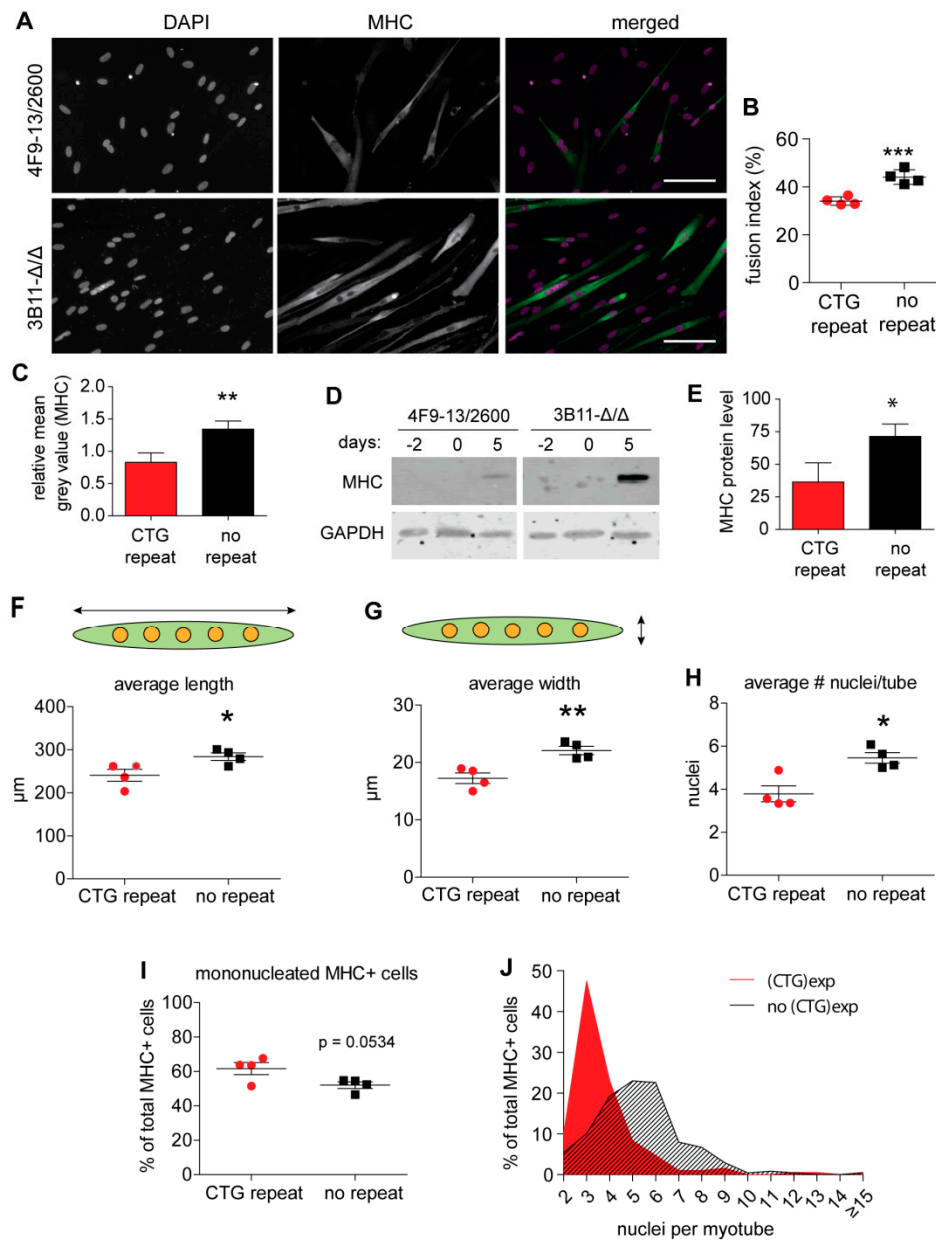 A
DAPI
MHC
merged
4F9-13/2600
3B11-Δ/Δ
B
fusion index (%)
60
40
20
0
***
CTG
repeat
no
repeat
C
relative mean
grey value (MHC)
2.0
1.5
1.0
0.5
0.0
**
CTG
repeat
no
repeat
D
4F9-13/2600
3B11-Δ/Δ
days:
-2
0
5
-2
0
5
MHC
GAPDH
E
MHC protein level
100
75
50
25
0
*
CTG
repeat
no
repeat
F
average length
µm
400
300
200
100
0
*
CTG repeat
no repeat
G
average width
µm
30
20
10
0
**
CTG repeat
no repeat
H
average # nuclei/tube
nuclei
8
6
4
2
0
*
CTG repeat
no repeat
I
mononucleated MHC+ cells
% of total MHC+ cells
100
80
60
40
20
0
p = 0.0534
CTG repeat
no repeat
J
% of total MHC+ cells
50
40
30
20
10
0
(CTG)exp
no (CTG)exp
2
3
4
5
6
7
8
9
10
11
12
13
14
≥15
nuclei per myotube